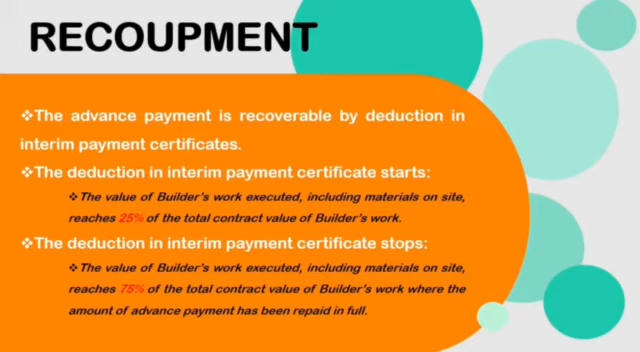 RECOUPMENT
❖The advance payment is recoverable by deduction in
interim payment certificates.
❖The deduction in interim payment certificate starts:
❖The value of Builder's work executed, including materials on site,
reaches 25% of the total contract value of Builder's work.
❖The deduction in interim payment certificate stops:
❖The value of Builder's work executed, including materials on site,
reaches 75% of the total contract value of Builder's work where the
amount of advance payment has been repaid in full.